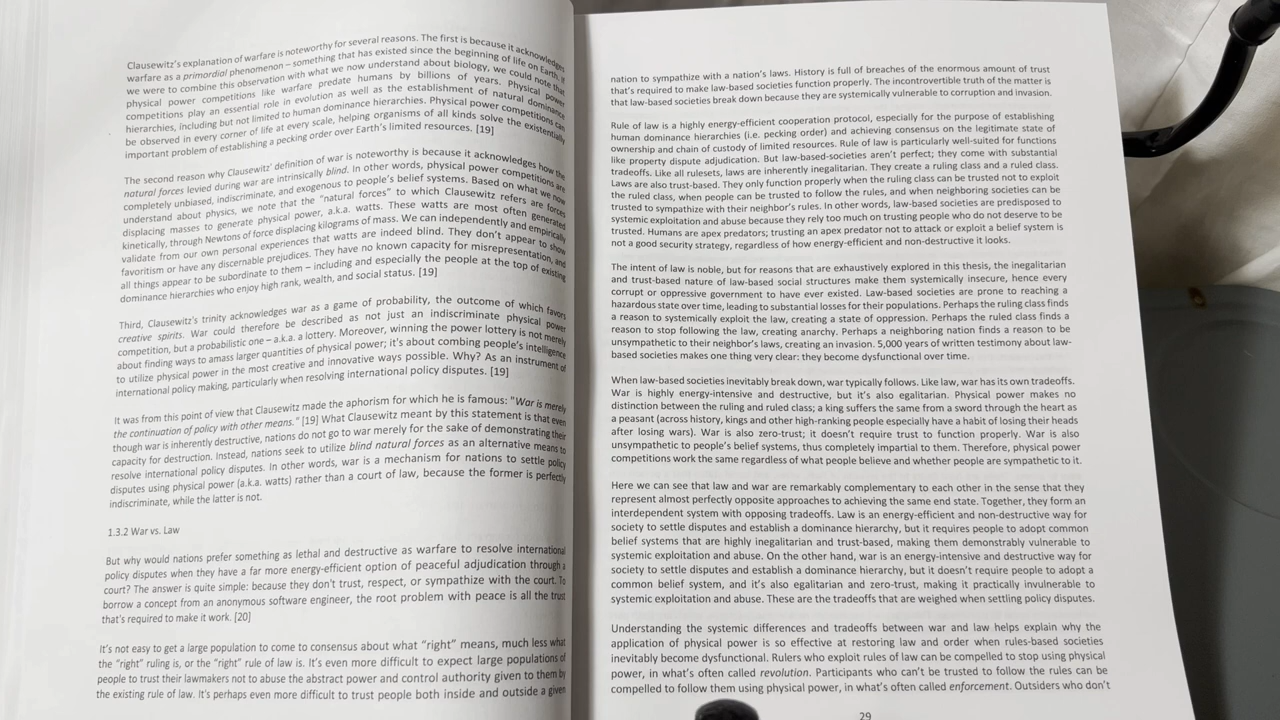 Clausewitz's explanation of warfare is noteworthy for several reasons. The first is because it acknowledges
warfare as a primordial phenomenon – something that has existed since the beginning of life on Earth. If
we were to combine this observation with what we now understand about biology, we could note that
physical power competitions like warfare predate humans by billions of years. Physical power
competitions play an essential role in evolution as well as the establishment of natural dominance
hierarchies, including but not limited to human dominance hierarchies. Physical power competitions can
be observed in every corner of life at every scale, helping organisms of all kinds solve the existentially
important problem of establishing a pecking order over Earth's limited resources. [19]
The second reason why Clausewitz' definition of war is noteworthy is because it acknowledges how the
natural forces levied during war are intrinsically blind. In other words, physical power competitions are
completely unbiased, indiscriminate, and exogenous to people's belief systems. Based on what we now
understand about physics, we note that the "natural forces" to which Clausewitz refers are forces
displacing masses to generate physical power, a.k.a. watts. These watts are most often generated
kinetically, through Newtons of force displacing kilograms of mass. We can independently and empirically
validate from our own personal experiences that watts are indeed blind. They don't appear to show
favoritism or have any discernable prejudices. They have no known capacity for misrepresentation, and
all things appear to be subordinate to them – including and especially the people at the top of existing
dominance hierarchies who enjoy high rank, wealth, and social status. [19]
Third, Clausewitz's trinity acknowledges war as a game of probability, the outcome of which favors
creative spirits. War could therefore be described as not just an indiscriminate physical power
competition, but a probabilistic one – a.k.a. a lottery. Moreover, winning the power lottery is not merely
about finding ways to amass larger quantities of physical power; it's about combing people's intelligence
to utilize physical power in the most creative and innovative ways possible. Why? As an instrument of
international policy making, particularly when resolving international policy disputes. [19]
It was from this point of view that Clausewitz made the aphorism for which he is famous: "War is merely
the continuation of policy with other means." [19] What Clausewitz meant by this statement is that even
though war is inherently destructive, nations do not go to war merely for the sake of demonstrating their
capacity for destruction. Instead, nations seek to utilize blind natural forces as an alternative means to
resolve international policy disputes. In other words, war is a mechanism for nations to settle policy
disputes using physical power (a.k.a. watts) rather than a court of law, because the former is perfectly
indiscriminate, while the latter is not.
1.3.2 War vs. Law
But why would nations prefer something as lethal and destructive as warfare to resolve international
policy disputes when they have a far more energy-efficient option of peaceful adjudication through a
court? The answer is quite simple: because they don't trust, respect, or sympathize with the court. To
borrow a concept from an anonymous software engineer, the root problem with peace is all the trust
that's required to make it work. [20]
It's not easy to get a large population to come to consensus about what "right" means, much less what
the "right" ruling is, or the "right" rule of law is. It's even more difficult to expect large populations of
people to trust their lawmakers not to abuse the abstract power and control authority given to them by
the existing rule of law. It's perhaps even more difficult to trust people both inside and outside a given
nation to sympathize with a nation's laws. History is full of breaches of the enormous amount of trust
that's required to make law-based societies function properly. The incontrovertible truth of the matter is
that law-based societies break down because they are systemically vulnerable to corruption and invasion.
Rule of law is a highly energy-efficient cooperation protocol, especially for the purpose of establishing
human dominance hierarchies (i.e. pecking order) and achieving consensus on the legitimate state of
ownership and chain of custody of limited resources. Rule of law is particularly well-suited for functions
like property dispute adjudication. But law-based-societies aren't perfect; they come with substantial
tradeoffs. Like all rulesets, laws are inherently inegalitarian. They create a ruling class and a ruled class.
Laws are also trust-based. They only function properly when the ruling class can be trusted not to exploit
the ruled class, when people can be trusted to follow the rules, and when neighboring societies can be
trusted to sympathize with their neighbor's rules. In other words, law-based societies are predisposed to
systemic exploitation and abuse because they rely too much on trusting people who do not deserve to be
trusted. Humans are apex predators; trusting an apex predator not to attack or exploit a belief system is
not a good security strategy, regardless of how energy-efficient and non-destructive it looks.
The intent of law is noble, but for reasons that are exhaustively explored in this thesis, the inegalitarian
and trust-based nature of law-based social structures make them systemically insecure, hence every
corrupt or oppressive government to have ever existed. Law-based societies are prone to reaching a
hazardous state over time, leading to substantial losses for their populations. Perhaps the ruling class finds
a reason to systemically exploit the law, creating a state of oppression. Perhaps the ruled class finds a
reason to stop following the law, creating anarchy. Perhaps a neighboring nation finds a reason to be
unsympathetic to their neighbor's laws, creating an invasion. 5,000 years of written testimony about law-
based societies makes one thing very clear: they become dysfunctional over time.
When law-based societies inevitably break down, war typically follows. Like law, war has its own tradeoffs.
War is highly energy-intensive and destructive, but it's also egalitarian. Physical power makes no
distinction between the ruling and ruled class; a king suffers the same from a sword through the heart as
a peasant (across history, kings and other high-ranking people especially have a habit of losing their heads
after losing wars). War is also zero-trust; it doesn't require trust to function properly. War is also
unsympathetic to people's belief systems, thus completely impartial to them. Therefore, physical power
competitions work the same regardless of what people believe and whether people are sympathetic to it.
Here we can see that law and war are remarkably complementary to each other in the sense that they
represent almost perfectly opposite approaches to achieving the same end state. Together, they form an
interdependent system with opposing tradeoffs. Law is an energy-efficient and non-destructive way for
society to settle disputes and establish a dominance hierarchy, but it requires people to adopt common
belief systems that are highly inegalitarian and trust-based, making them demonstrably vulnerable to
systemic exploitation and abuse. On the other hand, war is an energy-intensive and destructive way for
society to settle disputes and establish a dominance hierarchy, but it doesn't require people to adopt a
common belief system, and it's also egalitarian and zero-trust, making it practically invulnerable to
systemic exploitation and abuse. These are the tradeoffs that are weighed when settling policy disputes.
Understanding the systemic differences and tradeoffs between war and law helps explain why the
application of physical power is so effective at restoring law and order when rules-based societies
inevitably become dysfunctional. Rulers who exploit rules of law can be compelled to stop using physical
power, in what's often called revolution. Participants who can't be trusted to follow the rules can be
compelled to follow them using physical power, in what's often called enforcement. Outsiders who don't
29